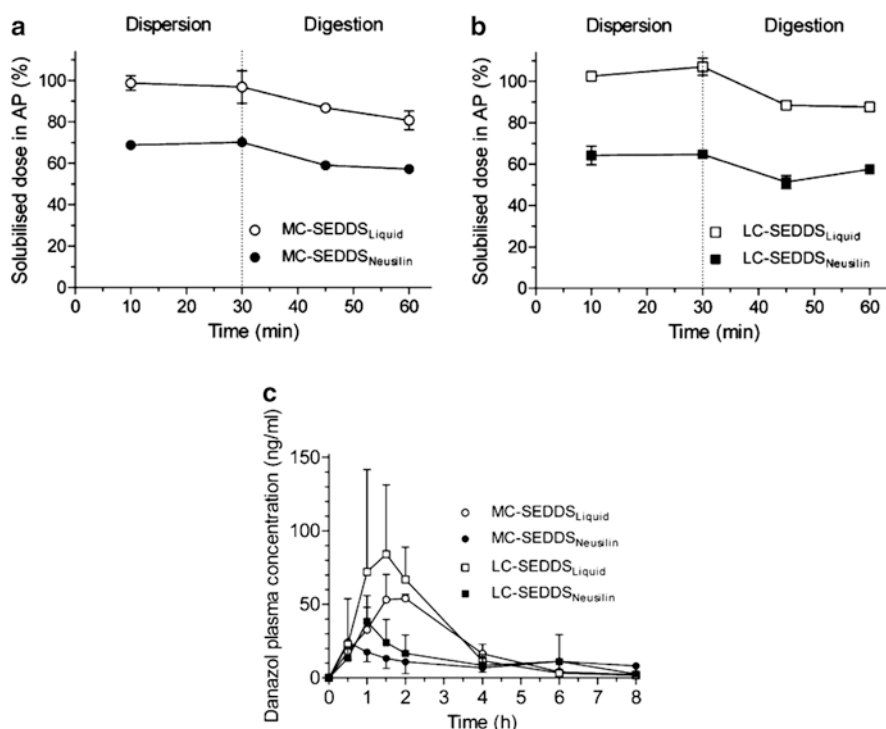 a
Dispersion Digestion
Solubilised dose in AP (%)
100
80
60
40
20
0
MC-SEDDSLiquid
MC-SEDDSNeusilin
0 10 20 30 40 50 60
Time (min)
b
Dispersion Digestion
Solubilised dose in AP (%)
100
80
60
40
20
0
LC-SEDDSLiquid
LC-SEDDSNeusilin
0 10 20 30 40 50 60
Time (min)
c
Danazol plasma concentration (ng/ml)
150
100
50
0
MC-SEDDSLiquid
MC-SEDDSNeusilin
LC-SEDDSLiquid
LC-SEDDSNeusilin
0 1 2 4 6 8
Time (h)